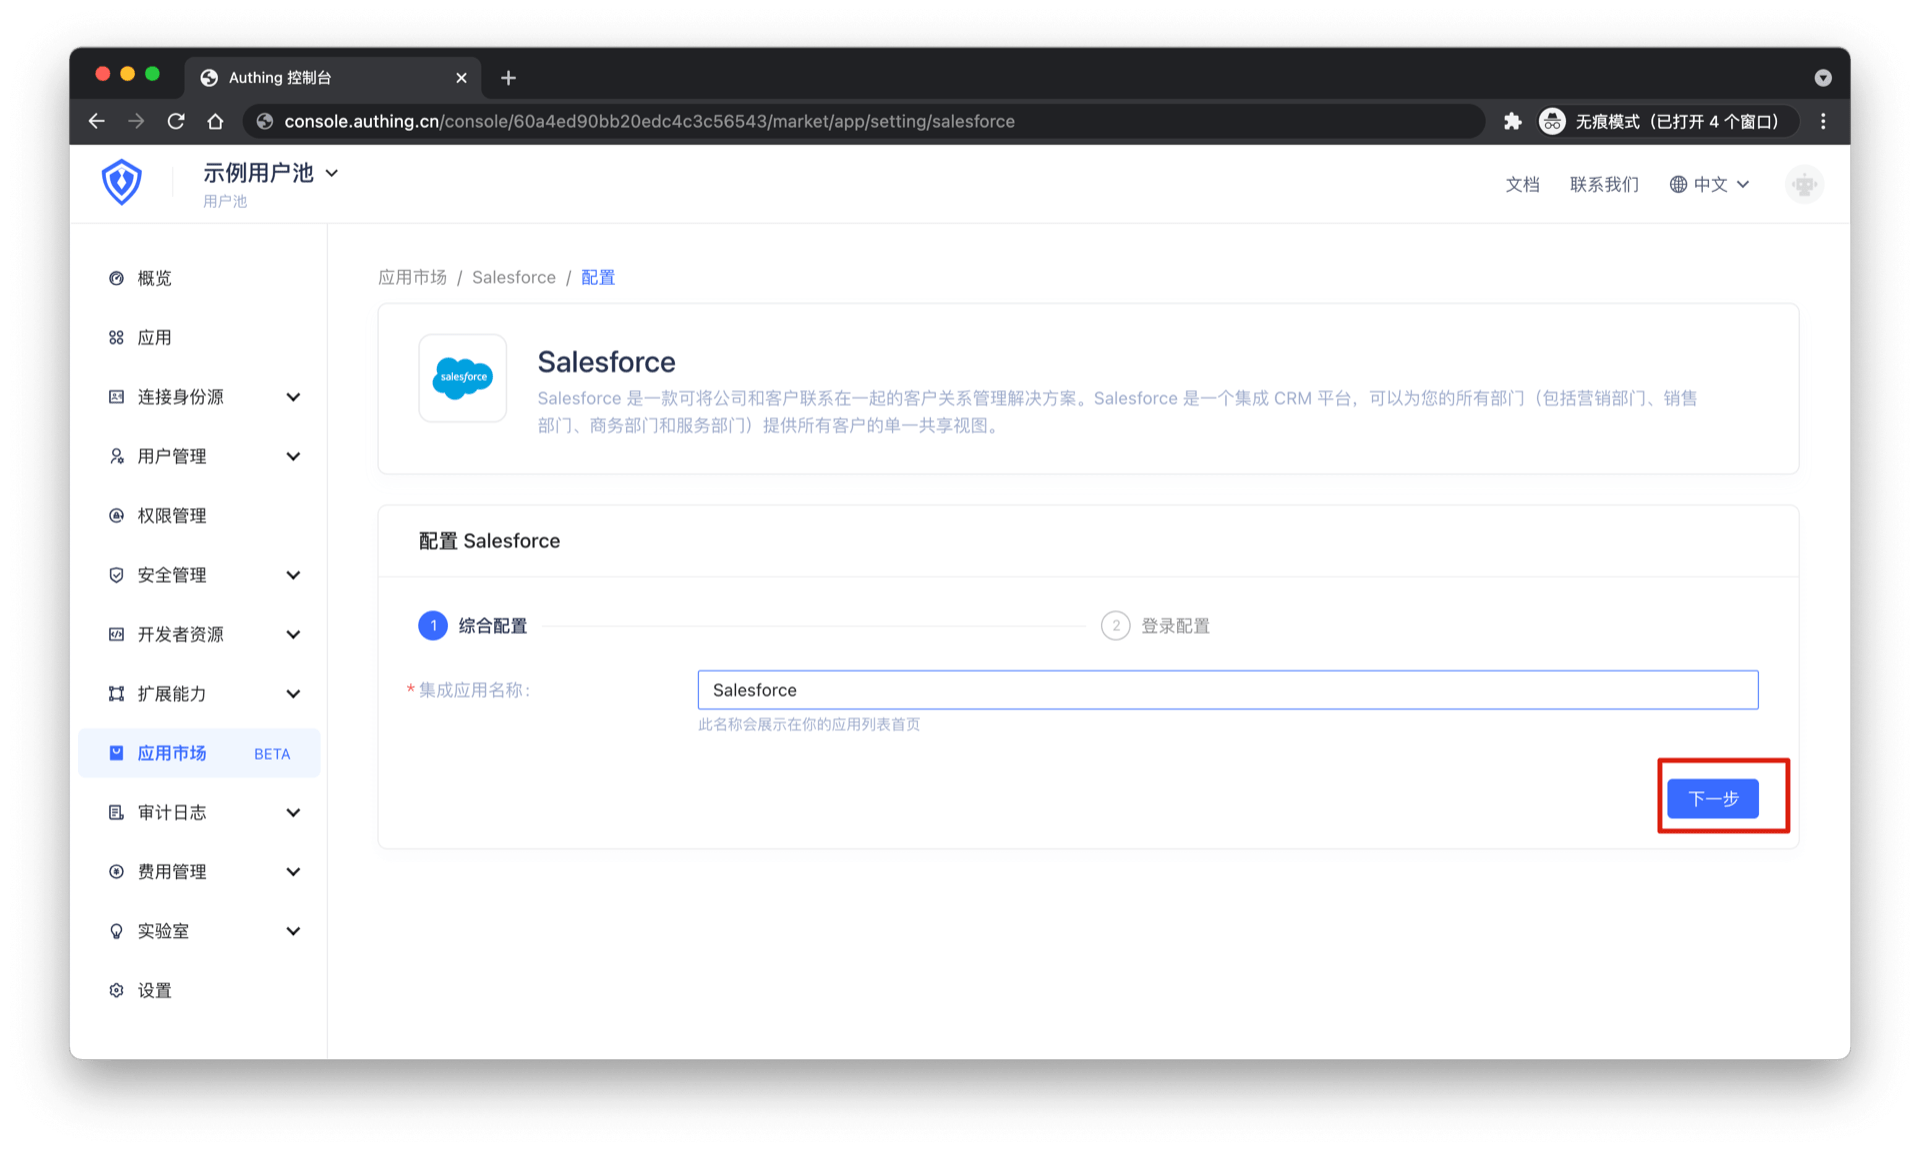 Authing 控制台
console.authing.cn/console/60a4ed90bb20edc4c3c56543/market/app/setting/salesforce
无痕模式（已打开 4 个窗口）
示例用户池
用户池
文档
联系我们
中文
概览
应用
连接身份源
用户管理
权限管理
安全管理
开发者资源
扩展能力
应用市场 BETA
审计日志
费用管理
实验室
设置
应用市场 / Salesforce / 配置
salesforce
Salesforce
Salesforce 是一款可将公司和客户联系在一起的客户关系管理解决方案。Salesforce 是一个集成 CRM 平台，可以为您的所有部门（包括营销部门、销售
部门、商务部门和服务部门）提供所有客户的单一共享视图。
配置 Salesforce
1 综合配置
2 登录配置
* 集成应用名称：
Salesforce
此名称会展示在你的应用列表首页
下一步